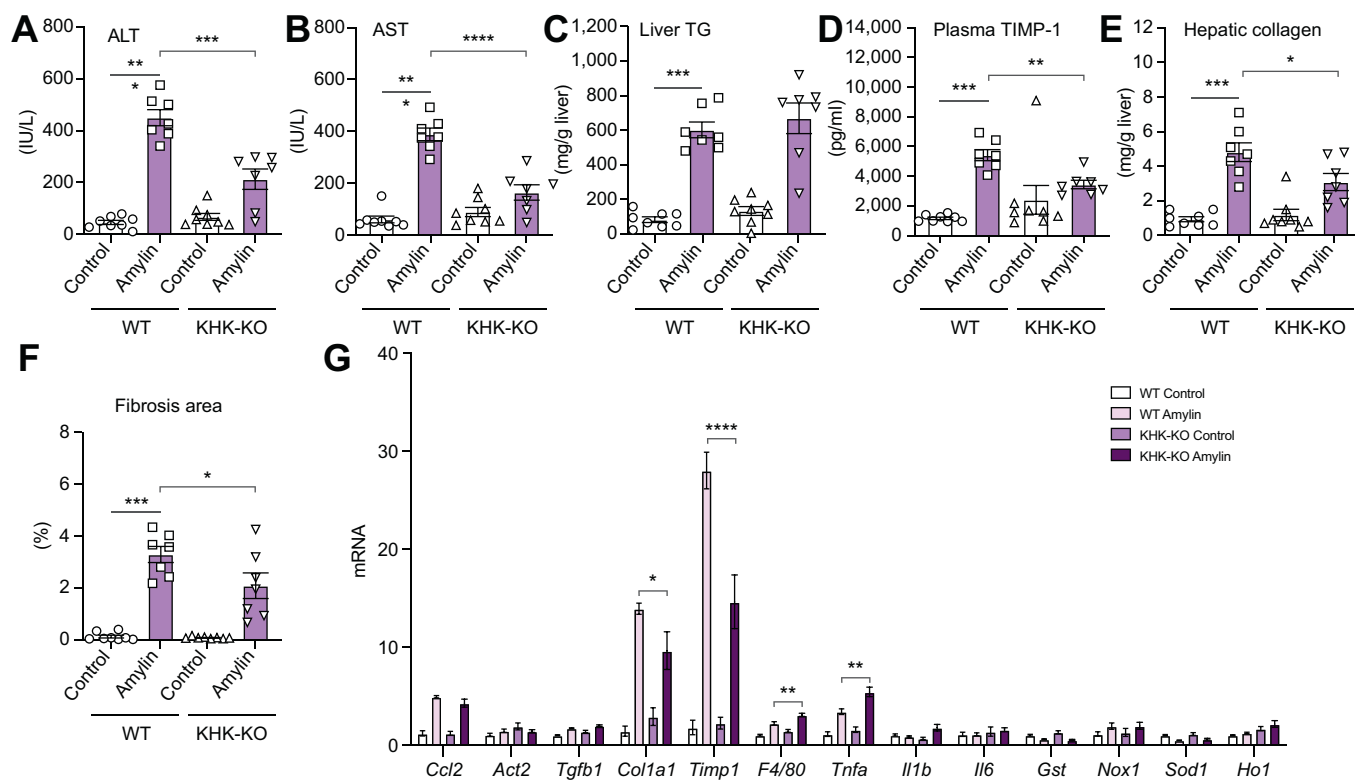 A
ALT
800
600
400
200
0
(IU/L)
**
*
***
Control
Amylin
Control
Amylin
WT
KHK-KO
B
AST
800
600
400
200
0
(IU/L)
**
*
****
Control
Amylin
Control
Amylin
WT
KHK-KO
C
Liver TG
1,200
1,000
800
600
400
200
0
(mg/g liver)
***
Control
Amylin
Control
Amylin
WT
KHK-KO
D
Plasma TIMP-1
14,000
12,000
10,000
8,000
6,000
4,000
2,000
0
(pg/ml)
***
**
Control
Amylin
Control
Amylin
WT
KHK-KO
E
Hepatic collagen
12
10
8
6
4
2
0
(mg/g liver)
***
*
Control
Amylin
Control
Amylin
WT
KHK-KO
F
Fibrosis area
8
6
4
2
0
(%)
***
*
Control
Amylin
Control
Amylin
WT
KHK-KO
G
40
30
20
10
0
mRNA
*
****
**
**
WT Control
WT Amylin
KHK-KO Control
KHK-KO Amylin
Ccl2 Act2 Tgfb1 Col1a1 Timp1 F4/80 Tnfa Il1b Il6 Gst Nox1 Sod1 Ho1